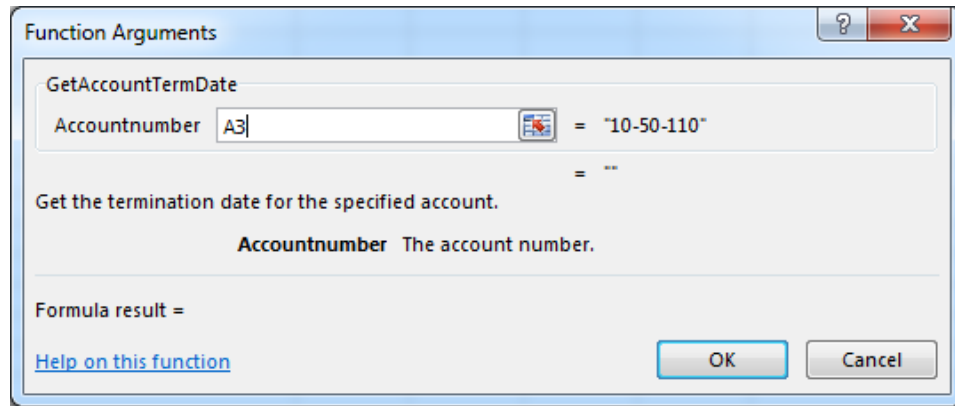 Function Arguments
?
X
GetAccountTermDate
Accountnumber A3 = "10-50-110"
= ""
Get the termination date for the specified account.
Accountnumber The account number.
Formula result =
Help on this function
OK
Cancel